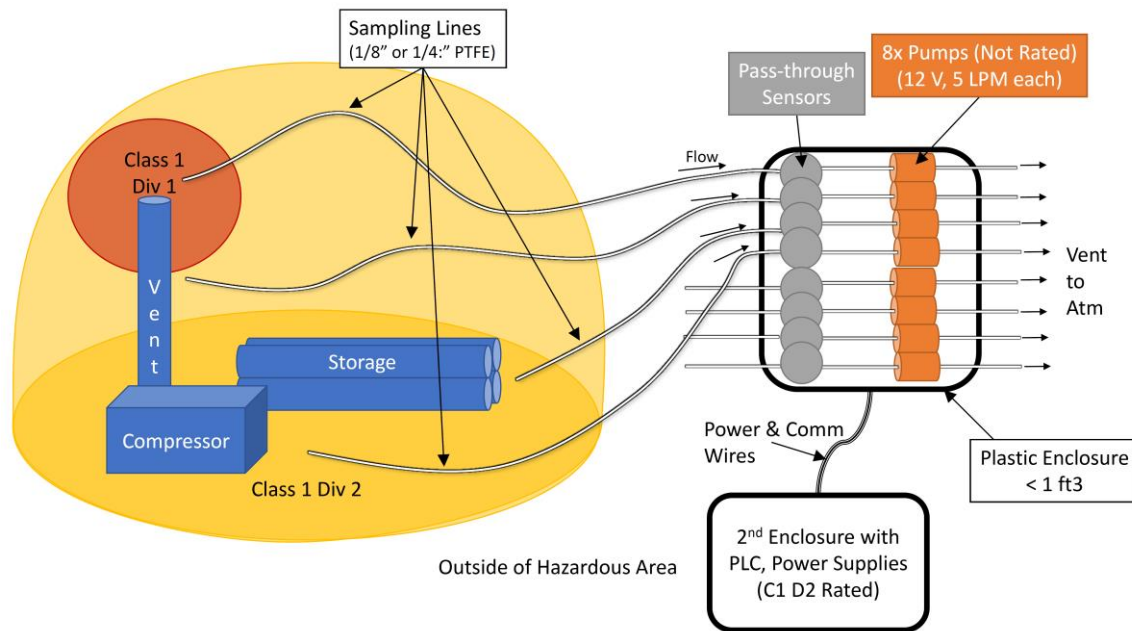 Sampling Lines
(1/8" or 1/4:" PTFE)
8x Pumps (Not Rated)
(12 V, 5 LPM each)
Pass-through
Sensors
Class 1
Div 1
Flow
Vent
Vent
to
Atm
Storage
Compressor
Class 1 Div 2
Power & Comm
Wires
Plastic Enclosure
< 1 ft3
Outside of Hazardous Area
2nd Enclosure with
PLC, Power Supplies
(C1 D2 Rated)